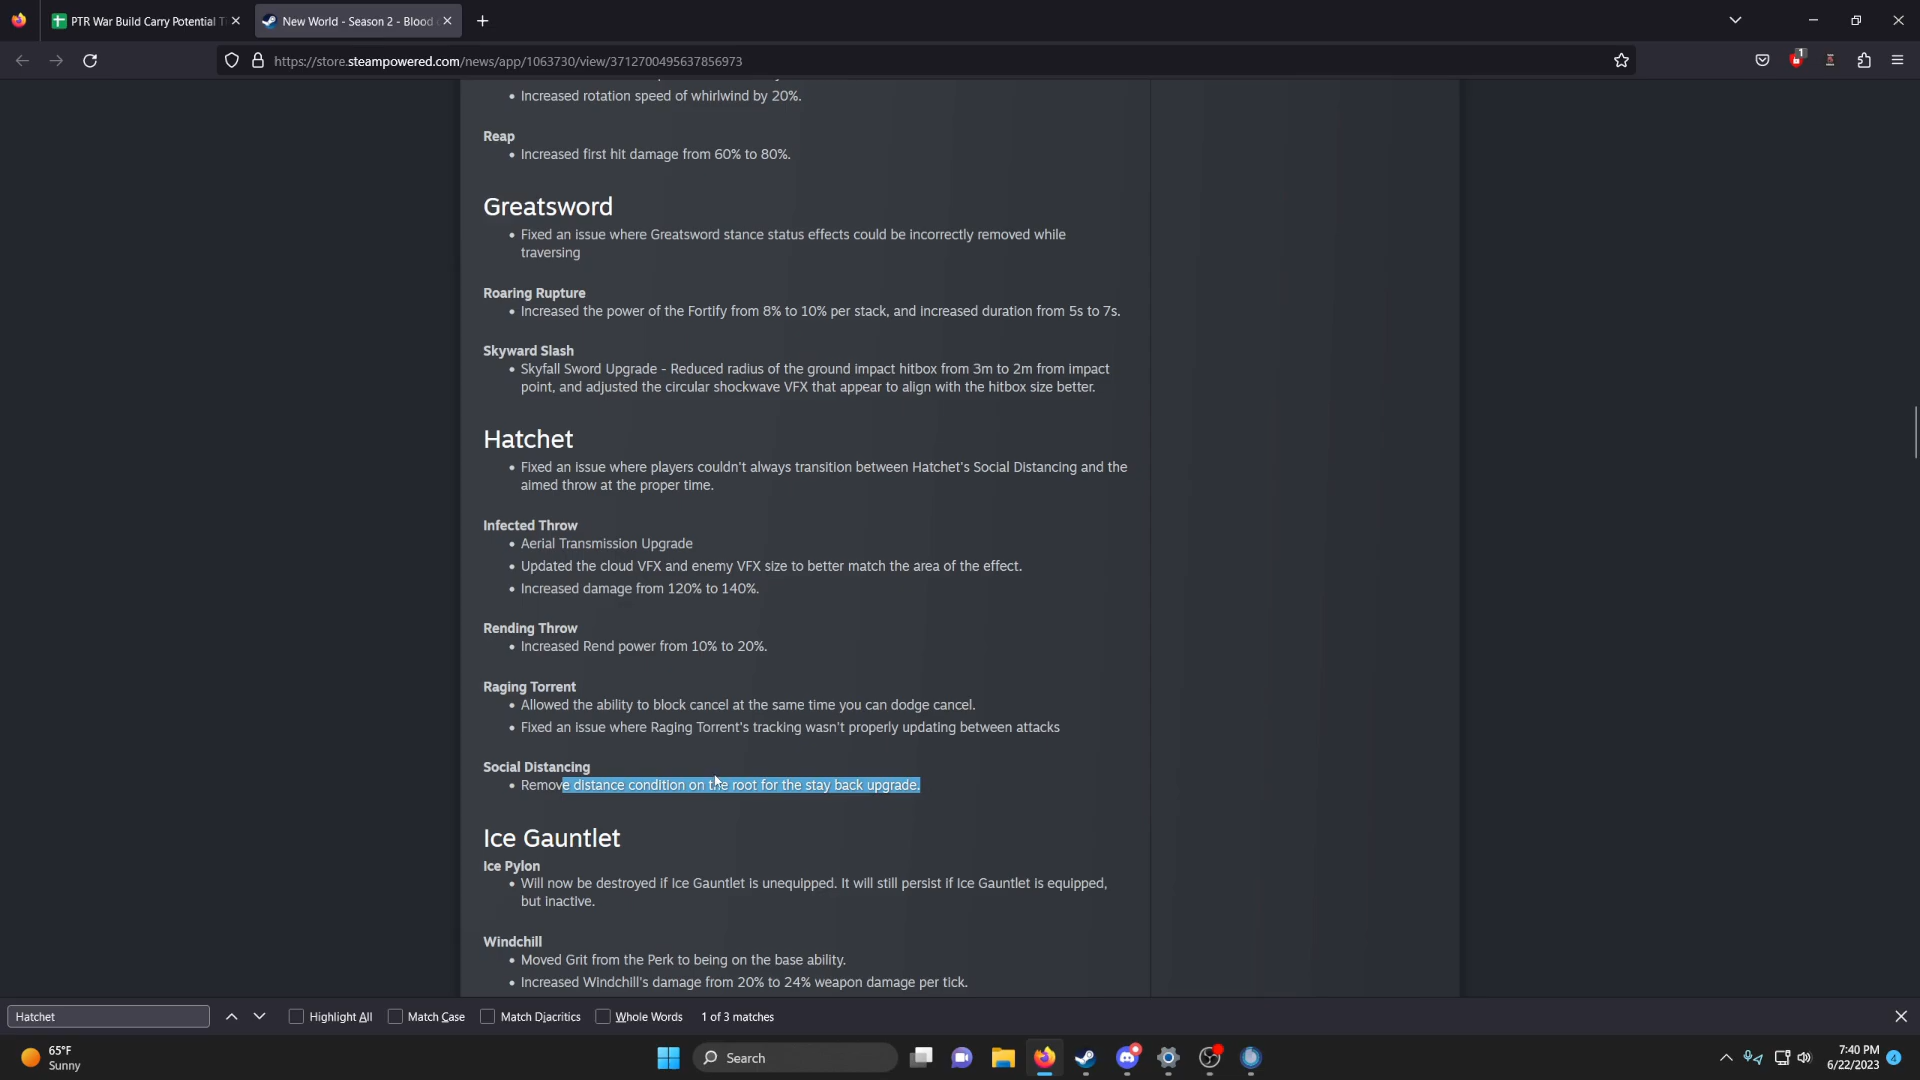 PTR War Build Carry Potential T
New World - Season 2 - Blood
https://store.steampowered.com/news/app/1063730/view/3712700495637856973
1
Increased rotation speed of whirlwind by 20%.
Reap
Increased first hit damage from 60% to 80%.
Greatsword
Fixed an issue where Greatsword stance status effects could be incorrectly removed while
traversing
Roaring Rupture
Increased the power of the Fortify from 8% to 10% per stack, and increased duration from 5s to 7s.
Skyward Slash
Skyfall Sword Upgrade - Reduced radius of the ground impact hitbox from 3m to 2m from impact
point, and adjusted the circular shockwave VFX that appear to align with the hitbox size better.
Hatchet
Fixed an issue where players couldn't always transition between Hatchet's Social Distancing and the
aimed throw at the proper time.
Infected Throw
Aerial Transmission Upgrade
Updated the cloud VFX and enemy VFX size to better match the area of the effect.
Increased damage from 120% to 140%.
Rending Throw
Increased Rend power from 10% to 20%.
Raging Torrent
Allowed the ability to block cancel at the same time you can dodge cancel.
Fixed an issue where Raging Torrent's tracking wasn't properly updating between attacks
Social Distancing
Remove distance condition on the root for the stay back upgrade.
Ice Gauntlet
Ice Pylon
Will now be destroyed if Ice Gauntlet is unequipped. It will still persist if Ice Gauntlet is equipped,
but inactive.
Windchill
Moved Grit from the Perk to being on the base ability.
Increased Windchill's damage from 20% to 24% weapon damage per tick.
Hatchet
Highlight All
Match Case
Match Diacritics
Whole Words
1 of 3 matches
65°F
Sunny
Search
7:40 PM
6/22/2023
4